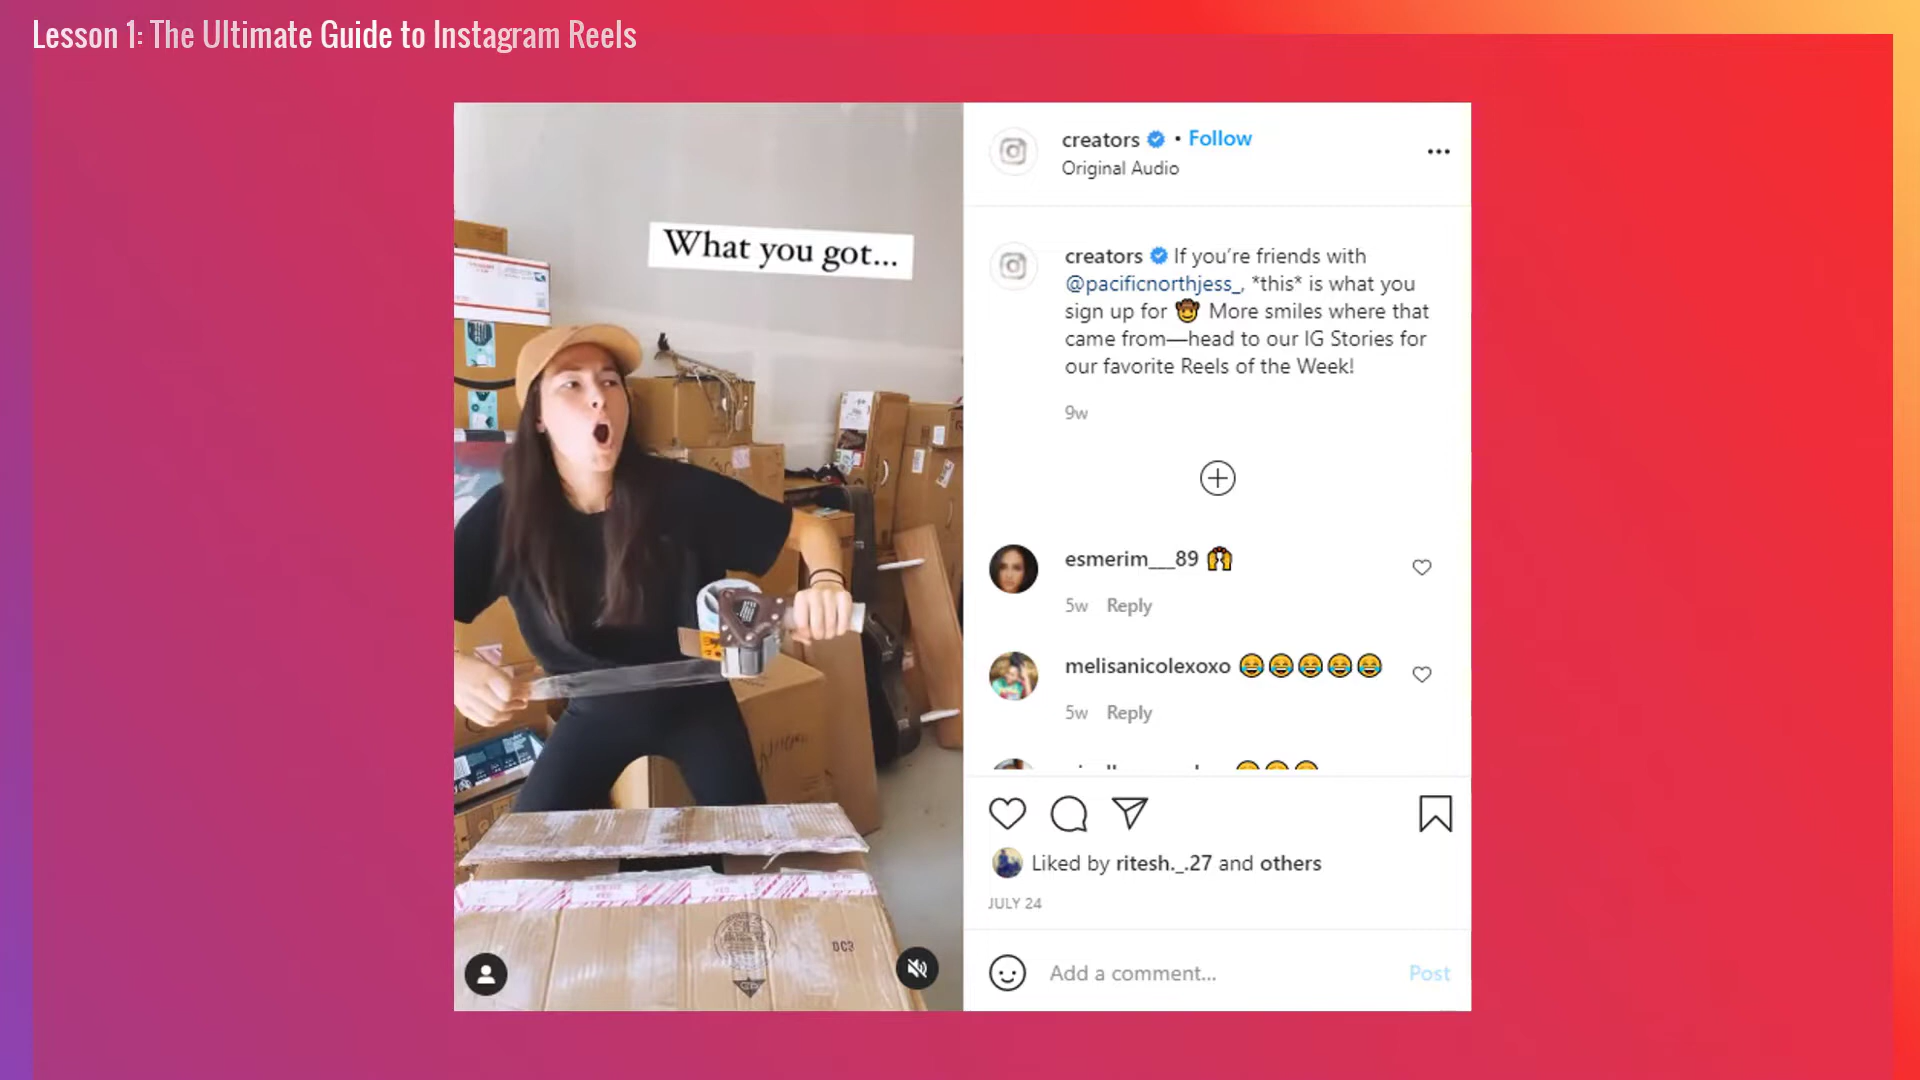 Lesson 1: The Ultimate Guide to Instagram Reels
What you got...
creators • Follow
Original Audio
creators If you're friends with
@pacificnorthjess_, *this* is what you
sign up for 🤠 More smiles where that
came from—head to our IG Stories for
our favorite Reels of the Week!
9w
esmerim___89 🙌
5w Reply
melisanicolexoxo 😂😂😂😂😂
5w Reply
Liked by ritesh._.27 and others
JULY 24
Add a comment... Post
DC3